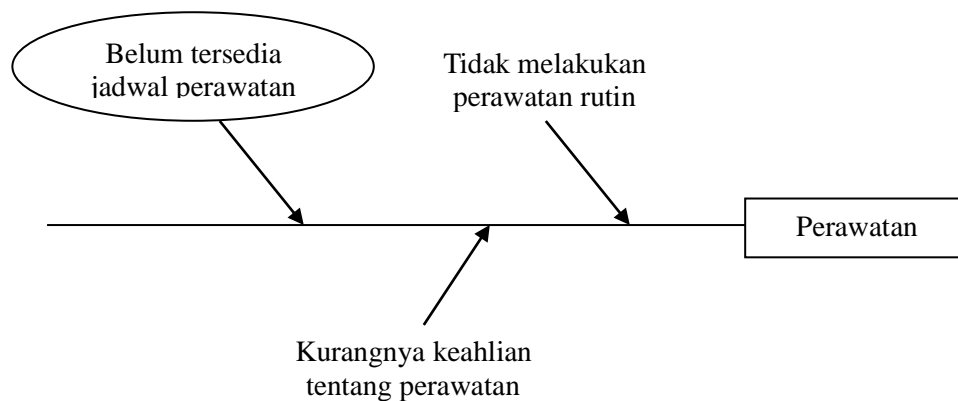 Belum tersedia
jadwal perawatan
Tidak melakukan
perawatan rutin
Perawatan
Kurangnya keahlian
tentang perawatan